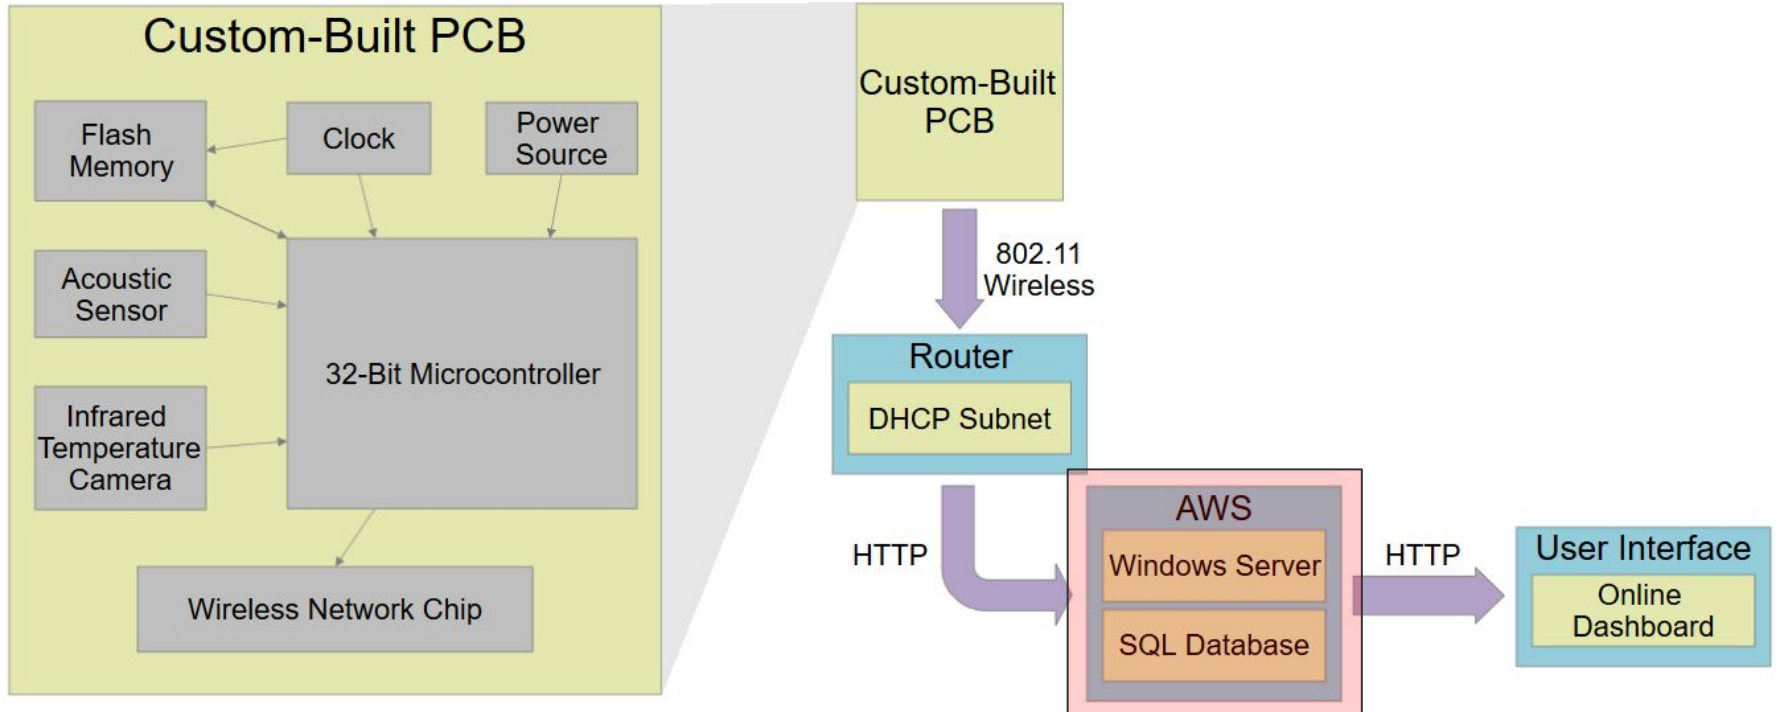 Custom-Built PCB
Flash
Memory
Clock
Power
Source
Acoustic
Sensor
32-Bit Microcontroller
Infrared
Temperature
Camera
Wireless Network Chip
Custom-Built
PCB
802.11
Wireless
Router
DHCP Subnet
HTTP
AWS
Windows Server
SQL Database
HTTP
User Interface
Online
Dashboard